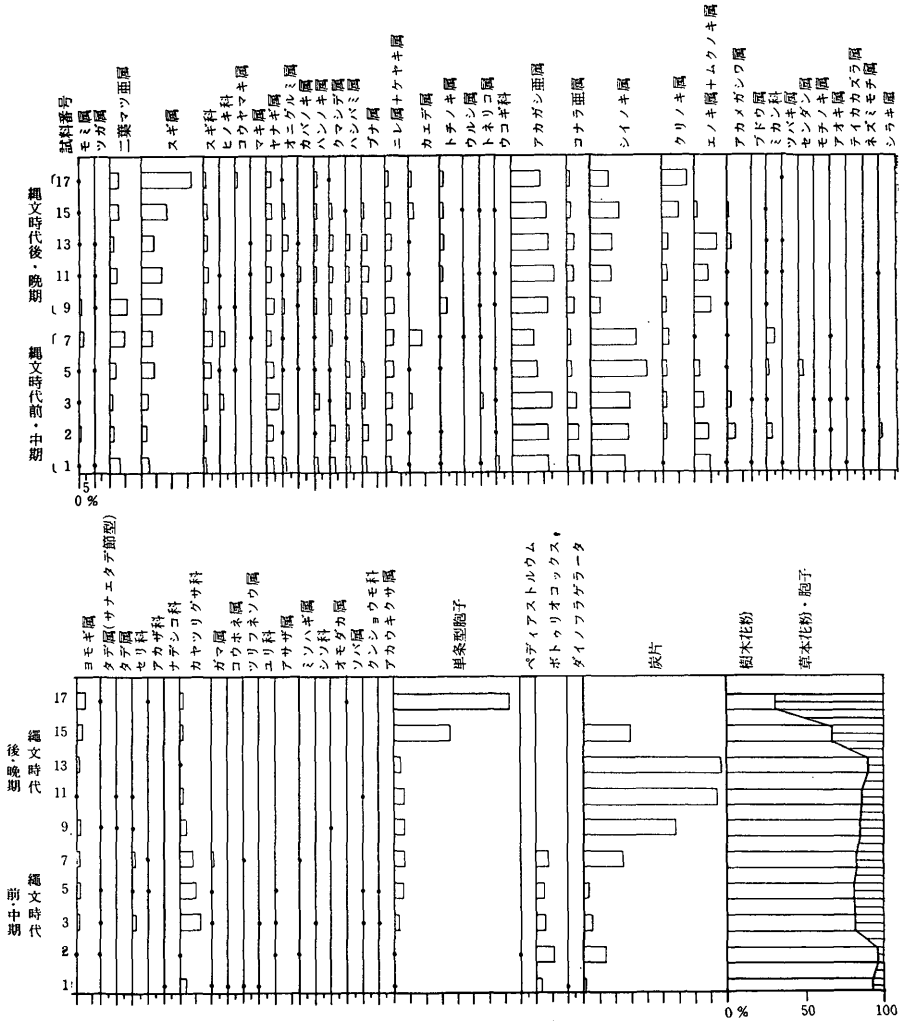 試料番号
モミ属
ツガ属
二葉マツ亜属
スギ属
スギ科
ヒノキ科
コウヤマキ属
マキ属
ヤナギ属
オニグルミ属
カバノキ属
ハンノキ属
クマシデ属
ハシバミ属
ブナ属
ニレ属+ケヤキ属
カエデ属
トチノキ属
ウルシ属
トネリコ属
ウコギ科
アカガシ亜属
コナラ亜属
シイノキ属
クリノキ属
エノキ属+ムクノキ属
アカメガシワ属
ブドウ属
ミカン科
ツバキ属
センダン属
モチノキ属
アオキ属
テイカカズラ属
ネズミモチ属
シラキ属
縄文時代後・晩期
17
15
13
11
9
縄文時代前・中期
7
5
3
2
1
0 5
%
ヨモギ属
タデ属(サナエタデ節型)
タデ属
セリ科
アカザ科
ナデシコ科
カヤツリグサ科
ガマ属
コウホネ属
ツリフネソウ属
ユリ科
アサザ属
ミソハギ属
シソ科
オモダカ属
ソバ属
クンショウモ科
アカウキクサ属
単条型胞子
ペディアストルウム
ボトゥリオコックス,
ダイノフラゲラータ
炭片
樹木花粉
草本花粉・胞子
縄文時代
後・晩期
17
15
13
11
9
縄文時代
前・中期
7
5
3
2
1
0 % 50 100